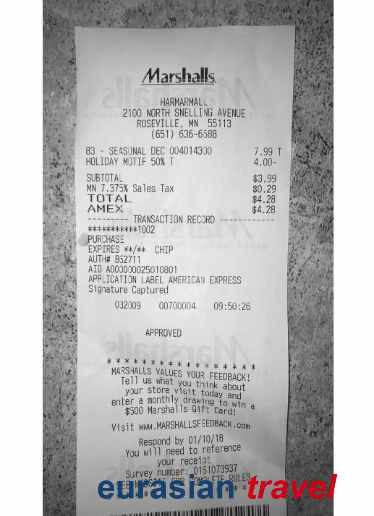 Marshalls
HARMARMALL
2100 NORTH SNELLING AVENUE
ROSEVILLE, MN 55113
(651) 636-6588
83 - SEASONAL DEC 004014300 7.99 T
HOLIDAY MOTIF 50% T 4.00-
SUBTOTAL $3.99
MN 7.375% Sales Tax $0.29
TOTAL $4.28
AMEX $4.28
---------- TRANSACTION RECORD ----------
***********1002
PURCHASE
EXPIRES **/** CHIP
AUTH# 852711
AID A000000025010801
APPLICATION LABEL AMERICAN EXPRESS
Signature Captured
032009 00700004 09:50:26
APPROVED
MARSHALLS VALUES YOUR FEEDBACK!
Tell us what you think about
your store visit today and
enter a monthly drawing to win a
$500 Marshalls Gift Card!
Visit www.MARSHALLSFEEDBACK.com
Respond by 01/10/18
You will need to reference
your receipt
Survey number: 0151073937
COMPLETE RULES
eurasian travel